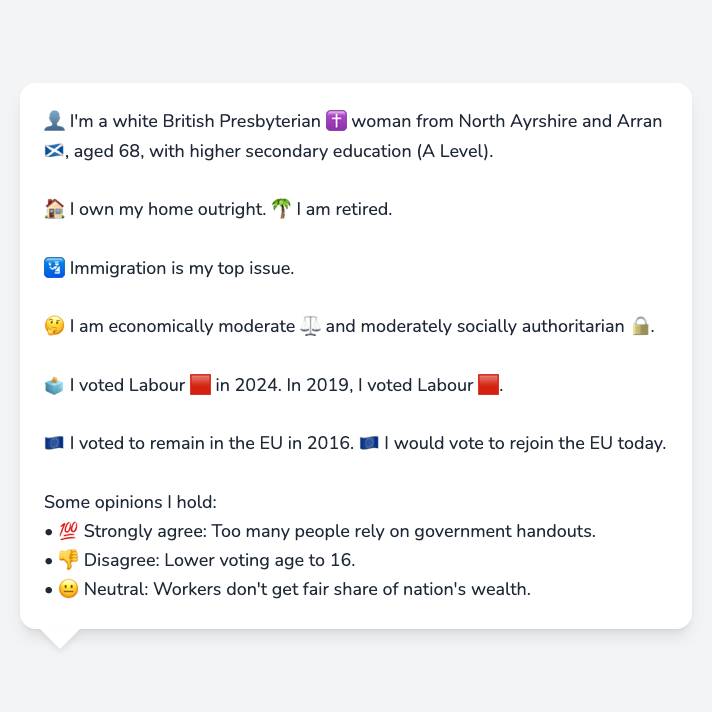 👤 I'm a white British Presbyterian ✝️ woman from North Ayrshire and Arran
🏴󠁧󠁢󠁳󠁣󠁴󠁿, aged 68, with higher secondary education (A Level).
🏠 I own my home outright. 🌴 I am retired.
🛂 Immigration is my top issue.
🤔 I am economically moderate ⚖️ and moderately socially authoritarian 🔒.
🗳️ I voted Labour 🟥 in 2024. In 2019, I voted Labour 🟥.
🇪🇺 I voted to remain in the EU in 2016. 🇪🇺 I would vote to rejoin the EU today.
Some opinions I hold:
• 💯 Strongly agree: Too many people rely on government handouts.
• 👎 Disagree: Lower voting age to 16.
• 😐 Neutral: Workers don't get fair share of nation's wealth.